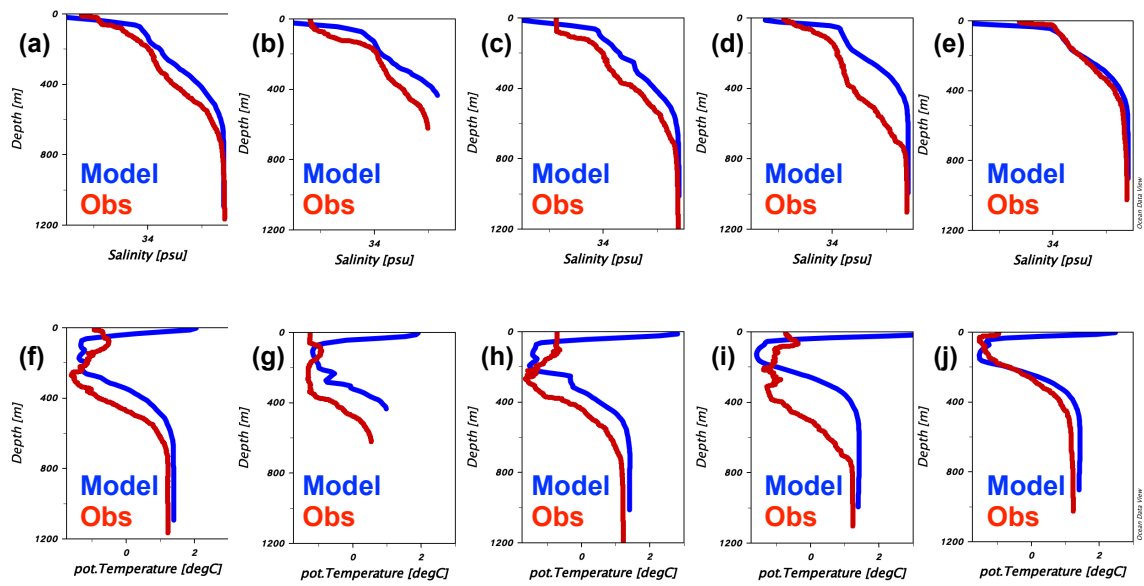 (a)
0
400
800
1200
Depth [m]
Model
Obs
34
Salinity [psu]
(b)
0
400
800
1200
Depth [m]
Model
Obs
34
Salinity [psu]
(c)
0
400
800
1200
Depth [m]
Model
Obs
34
Salinity [psu]
(d)
0
400
800
1200
Depth [m]
Model
Obs
34
Salinity [psu]
(e)
0
400
800
1200
Depth [m]
Model
Obs
34
Salinity [psu]
Ocean Data View
(f)
0
400
800
1200
Depth [m]
Model
Obs
0 2
pot.Temperature [degC]
(g)
0
400
800
1200
Depth [m]
Model
Obs
0 2
pot.Temperature [degC]
(h)
0
400
800
1200
Depth [m]
Model
Obs
0 2
pot.Temperature [degC]
(i)
0
400
800
1200
Depth [m]
Model
Obs
0 2
pot.Temperature [degC]
(j)
0
400
800
1200
Depth [m]
Model
Obs
0 2
pot.Temperature [degC]
Ocean Data View